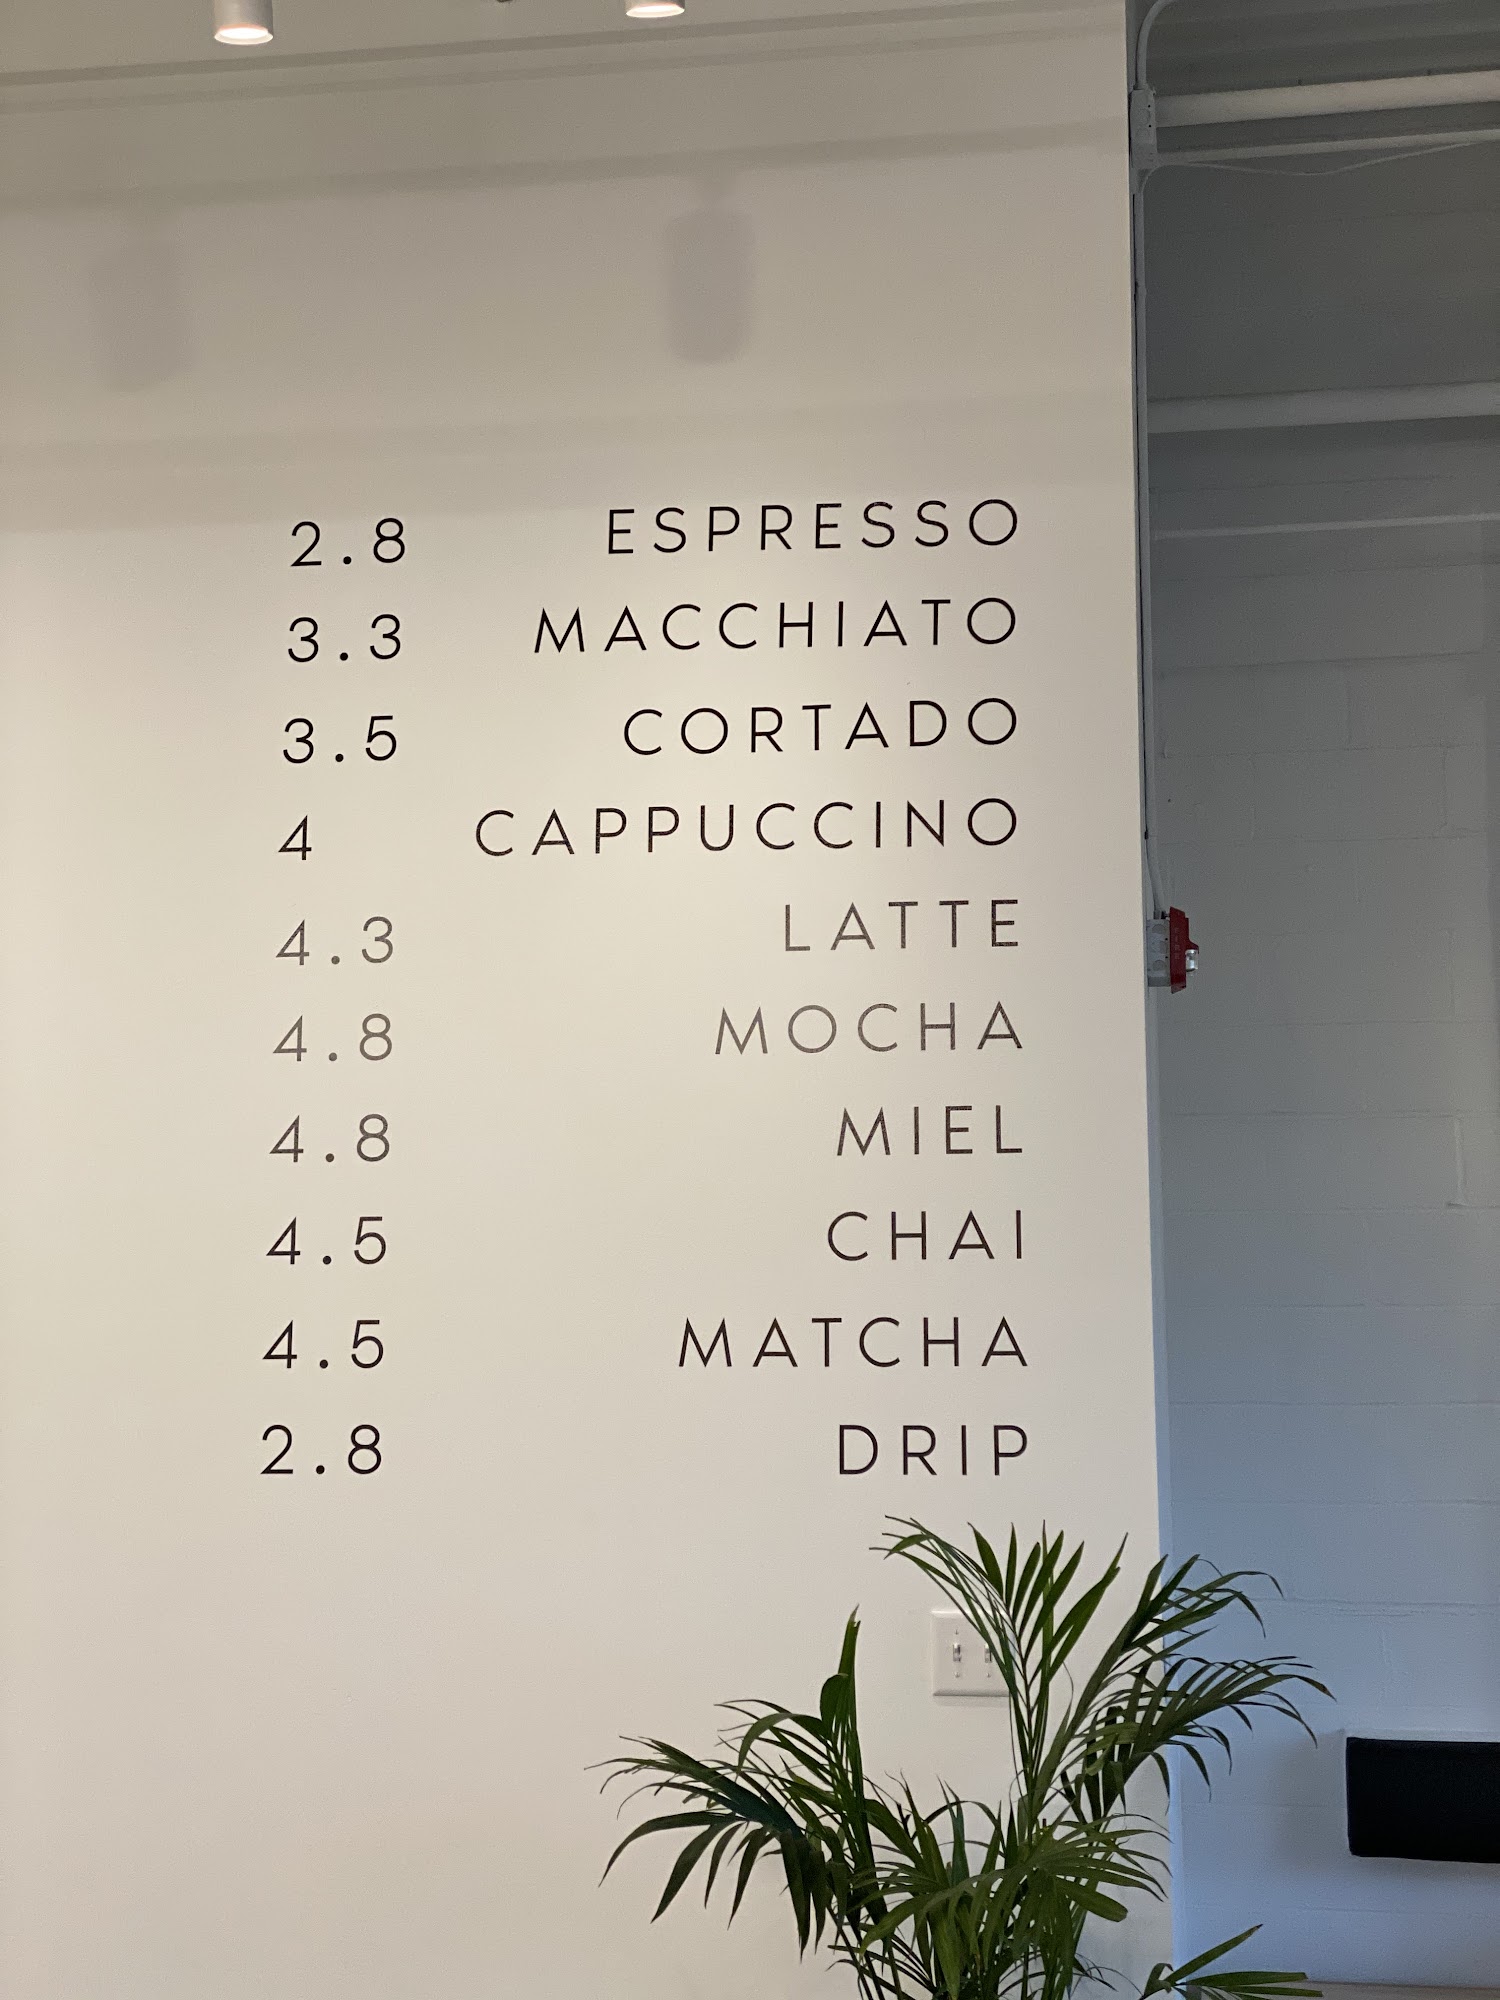 2.8 ESPRESSO
3.3 MACCHIATO
3.5 CORTADO
4 CAPPUCCINO
4.3 LATTE
4.8 MOCHA
4.8 MIEL
4.5 CHAI
4.5 MATCHA
2.8 DRIP